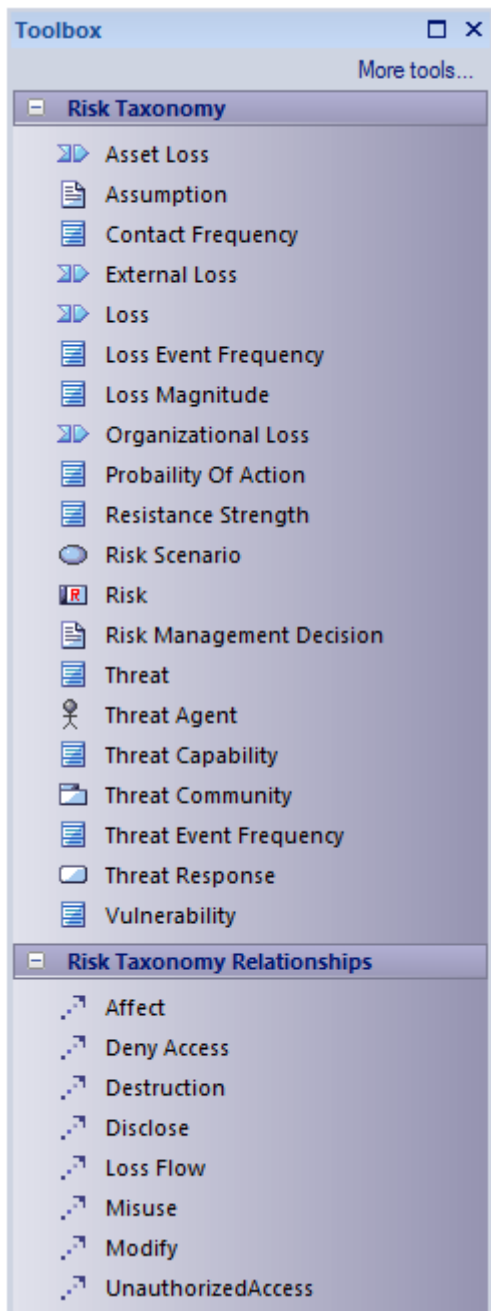 Toolbox
More tools...
Risk Taxonomy
Asset Loss
Assumption
Contact Frequency
External Loss
Loss
Loss Event Frequency
Loss Magnitude
Organizational Loss
Probaility Of Action
Resistance Strength
Risk Scenario
R Risk
Risk Management Decision
Threat
Threat Agent
Threat Capability
Threat Community
Threat Event Frequency
Threat Response
Vulnerability
Risk Taxonomy Relationships
Affect
Deny Access
Destruction
Disclose
Loss Flow
Misuse
Modify
UnauthorizedAccess